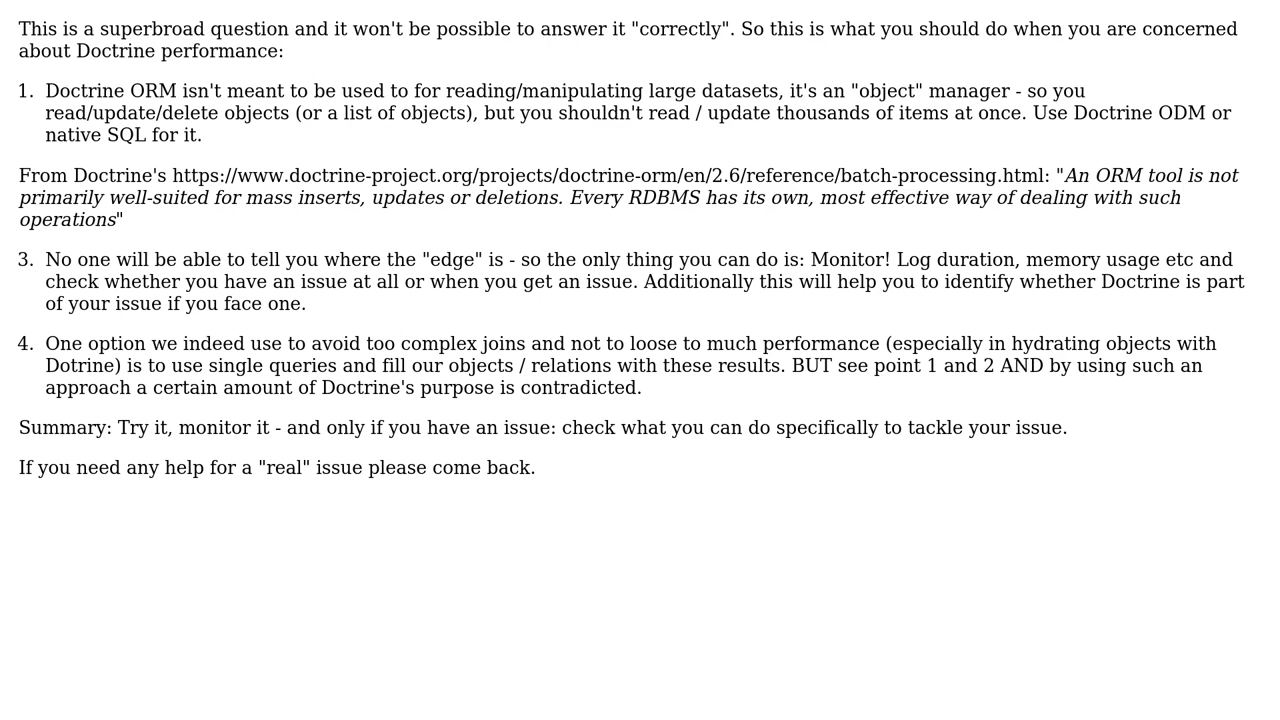 This is a superbroad question and it won't be possible to answer it "correctly". So this is what you should do when you are concerned
about Doctrine performance:
1. Doctrine ORM isn't meant to be used to for reading/manipulating large datasets, it's an "object" manager - so you
read/update/delete objects (or a list of objects), but you shouldn't read / update thousands of items at once. Use Doctrine ODM or
native SQL for it.
From Doctrine's https://www.doctrine-project.org/projects/doctrine-orm/en/2.6/reference/batch-processing.html: "An ORM tool is not
primarily well-suited for mass inserts, updates or deletions. Every RDBMS has its own, most effective way of dealing with such
operations"
3. No one will be able to tell you where the "edge" is - so the only thing you can do is: Monitor! Log duration, memory usage etc and
check whether you have an issue at all or when you get an issue. Additionally this will help you to identify whether Doctrine is part
of your issue if you face one.
4. One option we indeed use to avoid too complex joins and not to loose to much performance (especially in hydrating objects with
Dotrine) is to use single queries and fill our objects / relations with these results. BUT see point 1 and 2 AND by using such an
approach a certain amount of Doctrine's purpose is contradicted.
Summary: Try it, monitor it - and only if you have an issue: check what you can do specifically to tackle your issue.
If you need any help for a "real" issue please come back.